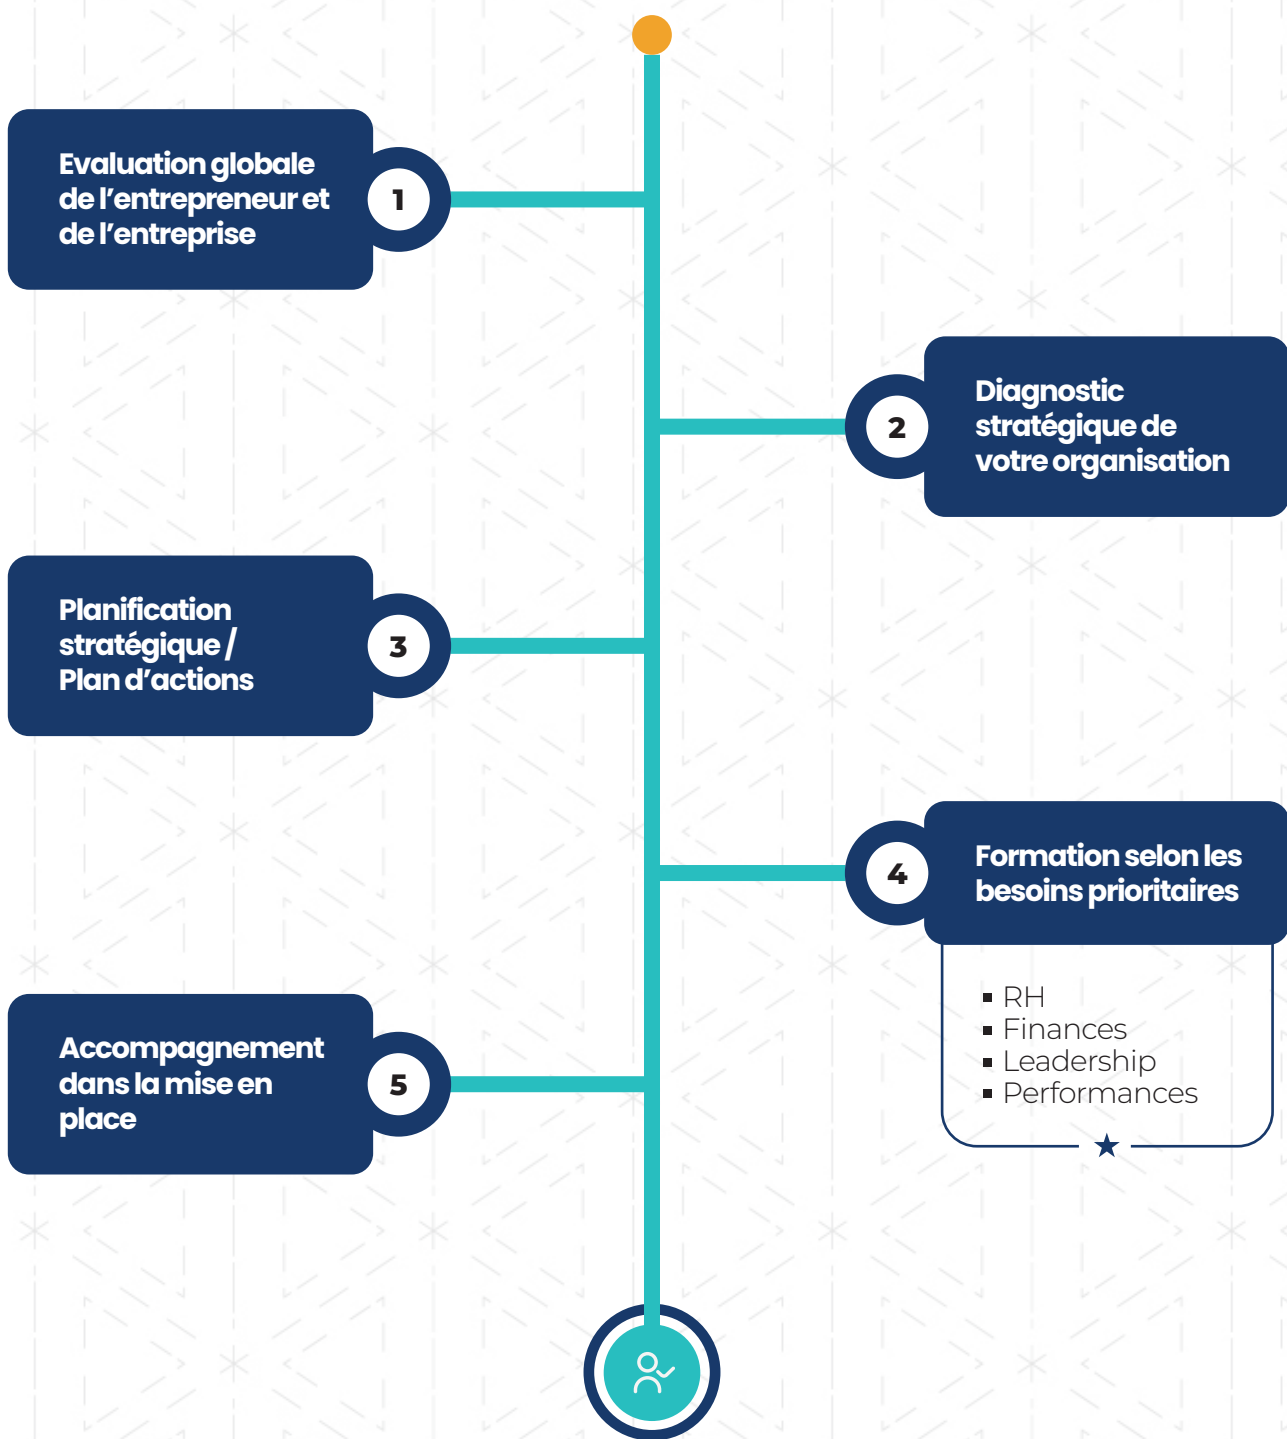 Evaluation globale
de l’entrepreneur et
de l’entreprise
1
2
Diagnostic
stratégique de
votre organisation
Planification
stratégique /
Plan d’actions
3
4
Formation selon les
besoins prioritaires
▪ RH
▪ Finances
▪ Leadership
▪ Performances
Accompagnement
dans la mise en
place
5